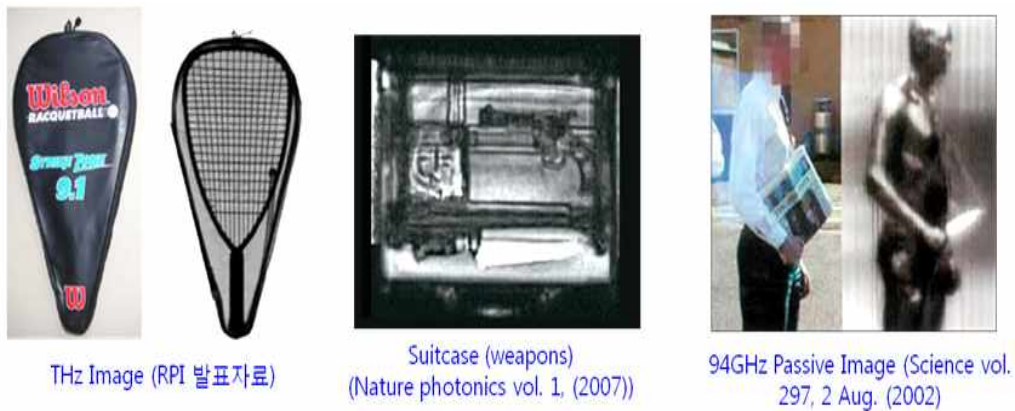 Wilson
RACQUETBALL
9.1
W
THz Image (RPI 발표자료)
Suitcase (weapons)
(Nature photonics vol. 1, (2007))
94GHz Passive Image (Science vol.
297, 2 Aug. (2002)